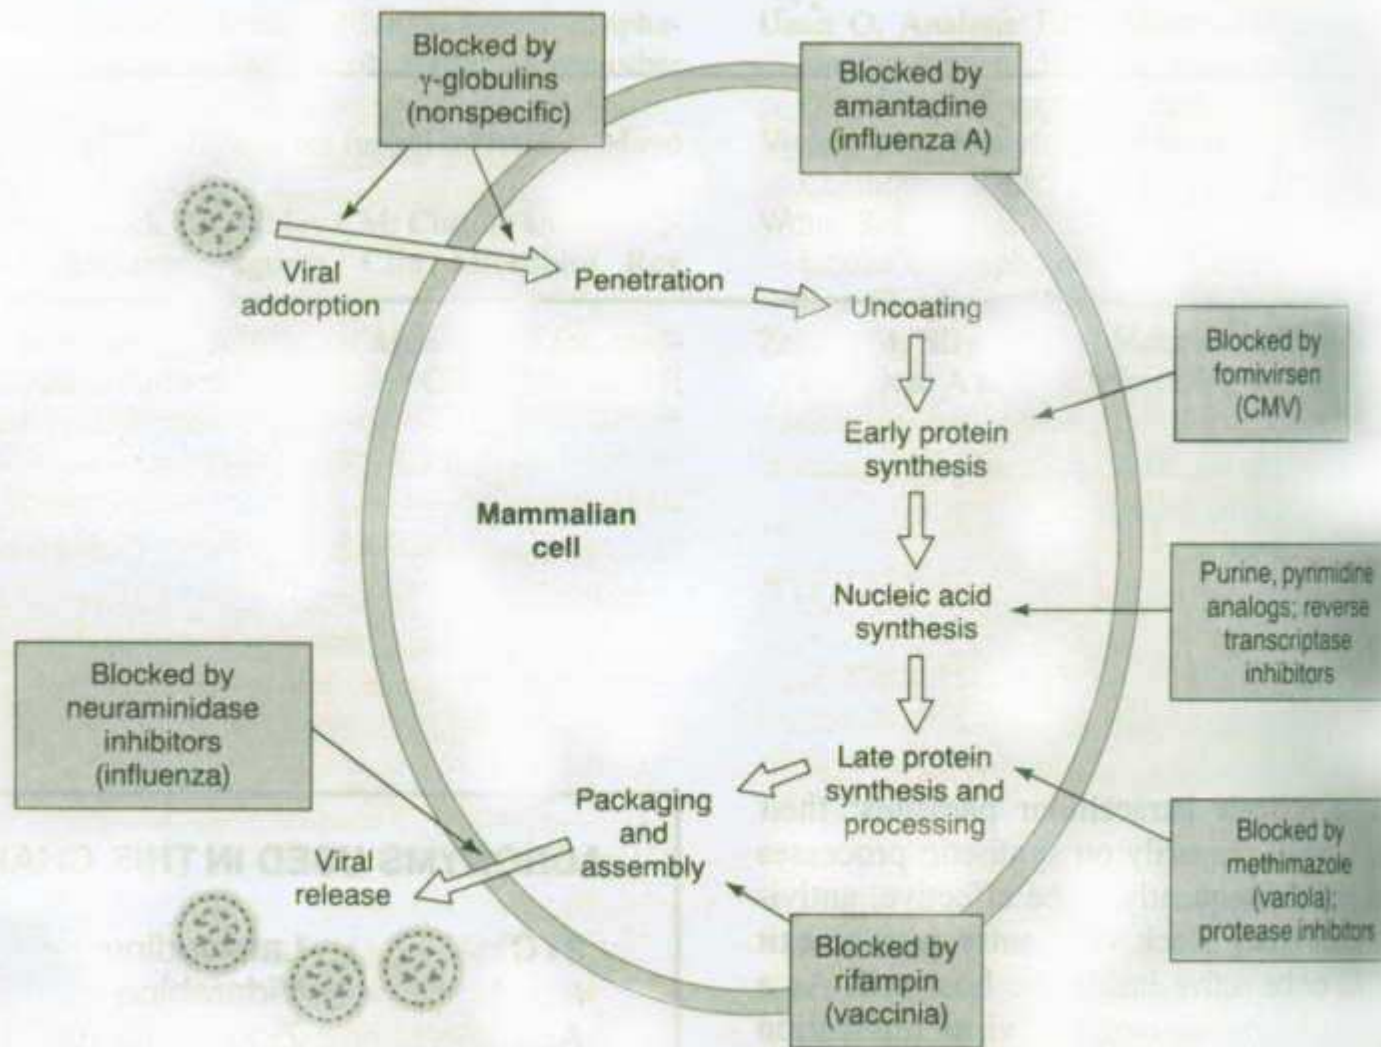 Blocked by
γ-globulins
(nonspecific)
Blocked by
amantadine
(influenza A)
Viral
addorption
Penetration
Uncoating
Blocked by
fomivirsen
(CMV)
Early protein
synthesis
Mammalian
cell
Nucleic acid
synthesis
Purine, pyrimidine
analogs; reverse
transcriptase
inhibitors
Blocked by
neuraminidase
inhibitors
(influenza)
Late protein
synthesis and
processing
Packaging
and
assembly
Viral
release
Blocked by
methimazole
(variola);
protease inhibitors
Blocked by
rifampin
(vaccinia)